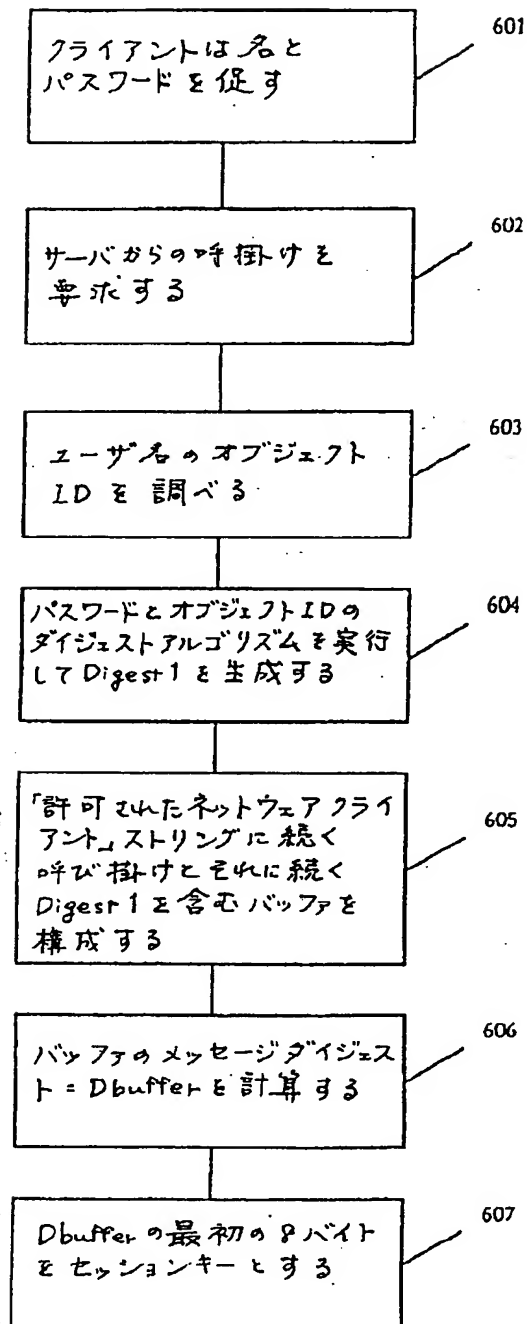 クライアントは名と
パスワードを促す
601
サーバからの呼掛けを
要求する
602
ユーザ名のオブジェクト
IDを調べる
603
パスワードとオブジェクトIDの
ダイジェストアルゴリズムを実行
してDigest1を生成する
604
「許可されたネットウェアクライ
アント」ストリングに続く
呼び掛けとそれに続く
Digest1を含むバッファを
構成する
605
バッファのメッセージダイジェス
ト=Dbufferを計算する
606
Dbufferの最初の8バイト
をセッションキーとする
607